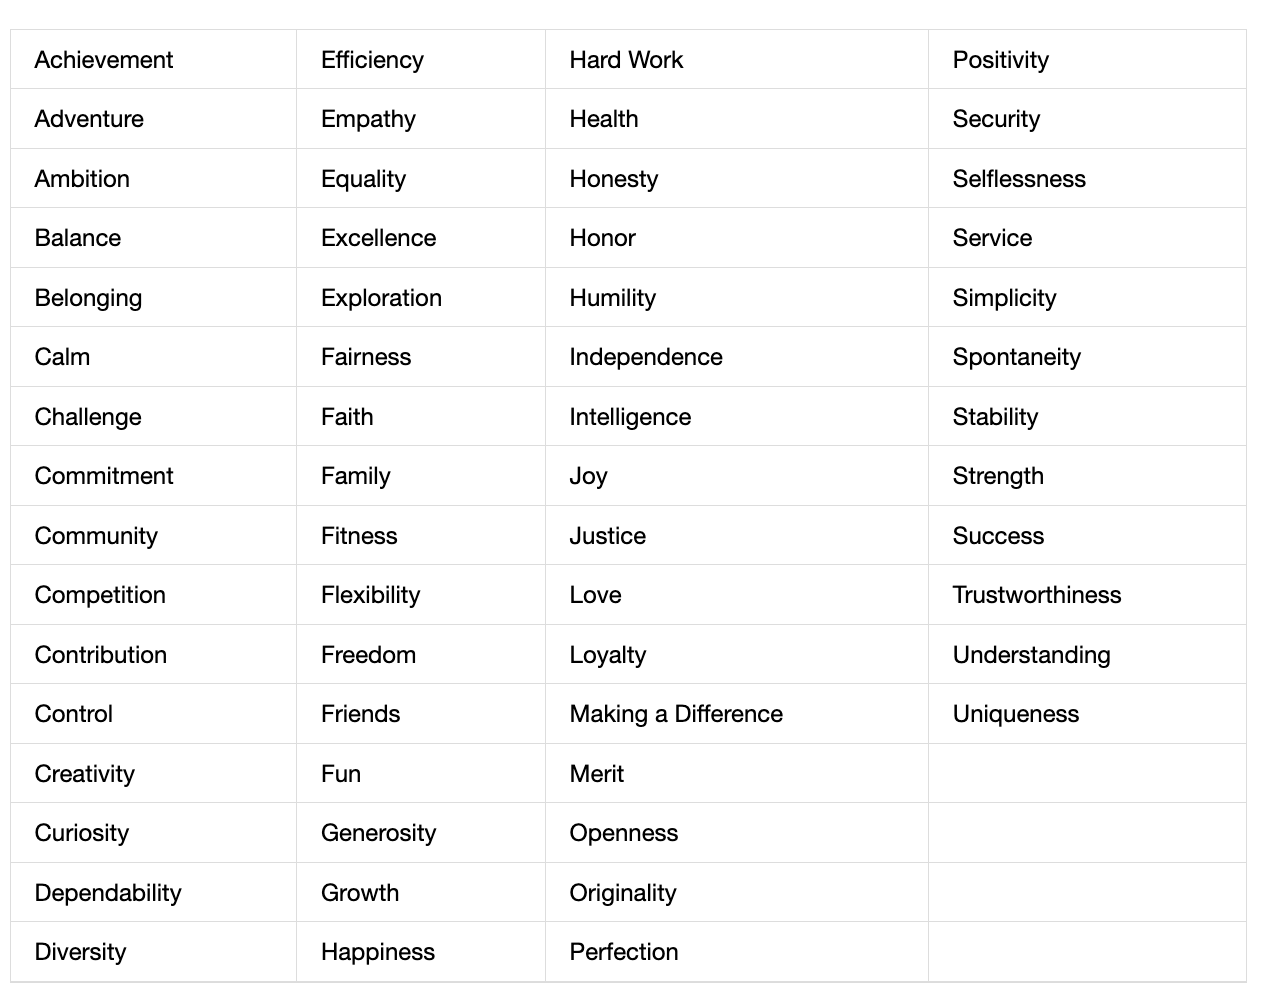 Achievement Efficiency Hard Work Positivity
Adventure Empathy Health Security
Ambition Equality Honesty Selflessness
Balance Excellence Honor Service
Belonging Exploration Humility Simplicity
Calm Fairness Independence Spontaneity
Challenge Faith Intelligence Stability
Commitment Family Joy Strength
Community Fitness Justice Success
Competition Flexibility Love Trustworthiness
Contribution Freedom Loyalty Understanding
Control Friends Making a Difference Uniqueness
Creativity Fun Merit
Curiosity Generosity Openness
Dependability Growth Originality
Diversity Happiness Perfection